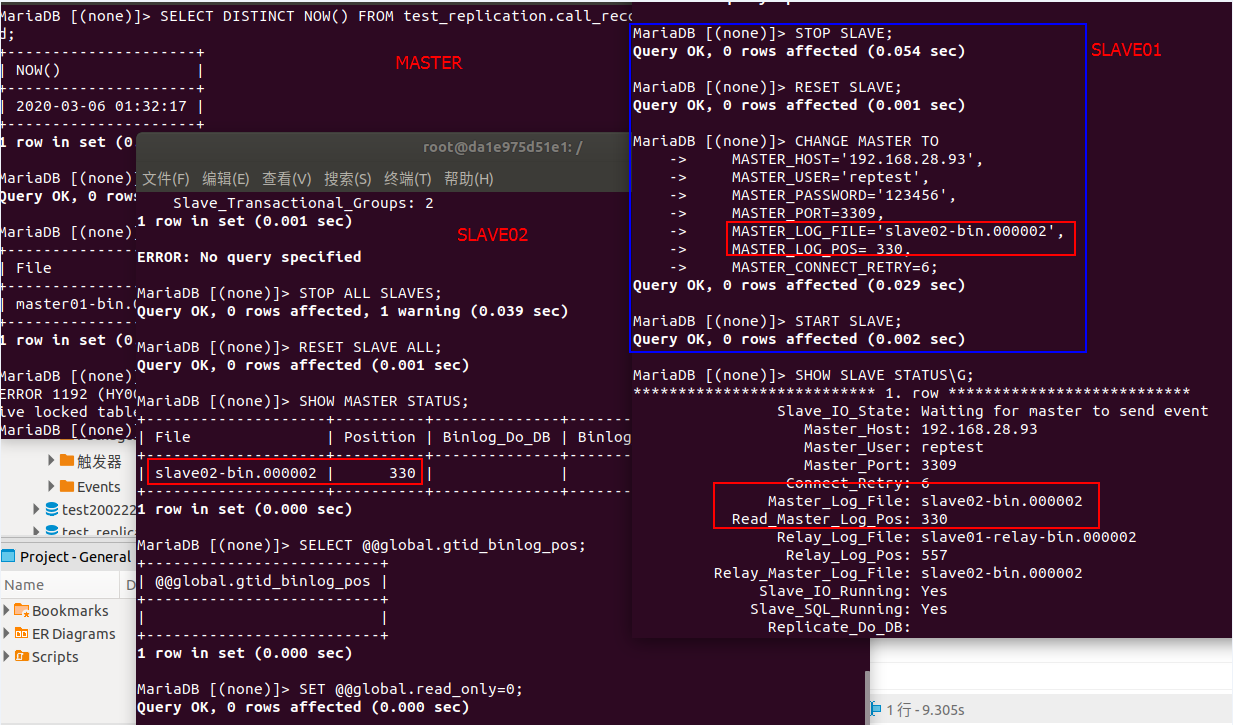 MariaDB [(none)]> SELECT DISTINCT NOW() FROM test_replication.call_reco
d;
+---------------------+
| NOW()               |
+---------------------+
| 2020-03-06 01:32:17 |
+---------------------+
1 row in set (0.
MASTER
MariaDB [(none)]
Query OK, 0 rows
MariaDB [(none)]
| File
| master01-bin.0
1 row in set (0.
MariaDB [(none)]
ERROR 1192 (HY00
ive locked table
MariaDB [(none)]
触发器
Events
test200222
test_replic
Project - General
Name
D
Bookmarks
ER Diagrams
Scripts
root@da1e975d51e1: /
文件(F) 编辑(E) 查看(V) 搜索(S) 终端(T) 帮助(H)
Slave_Transactional_Groups: 2
1 row in set (0.001 sec)
SLAVE02
ERROR: No query specified
MariaDB [(none)]> STOP ALL SLAVES;
Query OK, 0 rows affected, 1 warning (0.039 sec)
MariaDB [(none)]> RESET SLAVE ALL;
Query OK, 0 rows affected (0.001 sec)
MariaDB [(none)]> SHOW MASTER STATUS;
+--------------------+----------+--------------+-------
| File               | Position | Binlog_Do_DB | Binlog
+--------------------+----------+--------------+-------
| slave02-bin.000002 |      330 |              |
+--------------------+----------+--------------+-------
1 row in set (0.000 sec)
MariaDB [(none)]> SELECT @@global.gtid_binlog_pos;
+--------------------------+
| @@global.gtid_binlog_pos |
+--------------------------+
|                          |
+--------------------------+
1 row in set (0.000 sec)
MariaDB [(none)]> SET @@global.read_only=0;
Query OK, 0 rows affected (0.000 sec)
MariaDB [(none)]> STOP SLAVE;
Query OK, 0 rows affected (0.054 sec)
SLAVE01
MariaDB [(none)]> RESET SLAVE;
Query OK, 0 rows affected (0.001 sec)
MariaDB [(none)]> CHANGE MASTER TO
    ->     MASTER_HOST='192.168.28.93',
    ->     MASTER_USER='reptest',
    ->     MASTER_PASSWORD='123456',
    ->     MASTER_PORT=3309,
    ->     MASTER_LOG_FILE='slave02-bin.000002',
    ->     MASTER_LOG_POS= 330,
    ->     MASTER_CONNECT_RETRY=6;
Query OK, 0 rows affected (0.029 sec)
MariaDB [(none)]> START SLAVE;
Query OK, 0 rows affected (0.002 sec)
MariaDB [(none)]> SHOW SLAVE STATUS\G;
*************************** 1. row ***************************
Slave_IO_State: Waiting for master to send event
Master_Host: 192.168.28.93
Master_User: reptest
Master_Port: 3309
Connect_Retry: 6
Master_Log_File: slave02-bin.000002
Read_Master_Log_Pos: 330
Relay_Log_File: slave01-relay-bin.000002
Relay_Log_Pos: 557
Relay_Master_Log_File: slave02-bin.000002
Slave_IO_Running: Yes
Slave_SQL_Running: Yes
Replicate_Do_DB:
1 行 - 9.305s